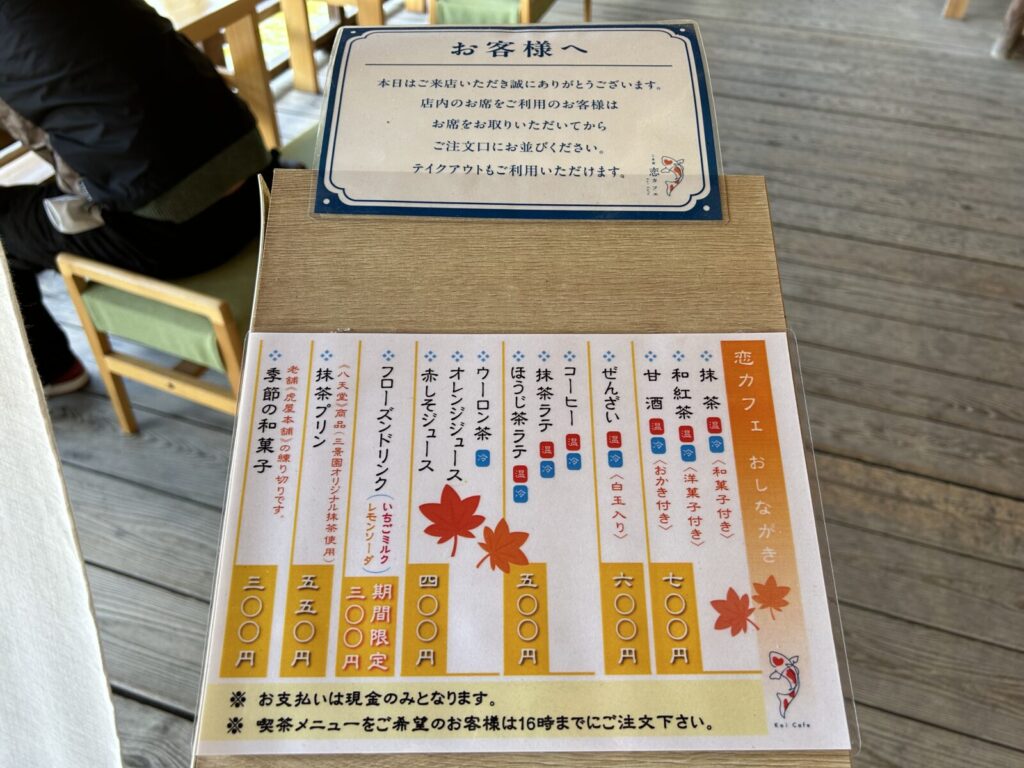 お客様へ
本日はご来店いただき誠にありがとうございます。
店内のお席をご利用のお客様は
お席をお取りいただいてから
ご注文口にお並びください。
テイクアウトもご利用いただけます。
恋カフェ
恋カフェ おしながき
❖抹茶 温 冷〈和菓子付き〉
❖和紅茶 温 冷〈洋菓子付き〉
❖甘酒 温 冷〈おかき付き〉
七〇〇円
❖ぜんざい 温 冷〈白玉入り〉
六〇〇円
❖コーヒー 温 冷
❖抹茶ラテ 温 冷
❖ほうじ茶ラテ 温 冷
五〇〇円
❖ウーロン茶 冷
❖オレンジジュース
❖赤しそジュース
四〇〇円
❖フローズンドリンク(いちごミルク レモンソーダ)
期間限定
三〇〇円
❖抹茶プリン
《八天堂》商品(三景園オリジナル抹茶使用)
五五〇円
❖季節の和菓子
老舗《虎屋本舗》の練り切りです。
三〇〇円
Koi Cafe
※ お支払いは現金のみとなります。
※ 喫茶メニューをご希望のお客様は16時までにご注文下さい。